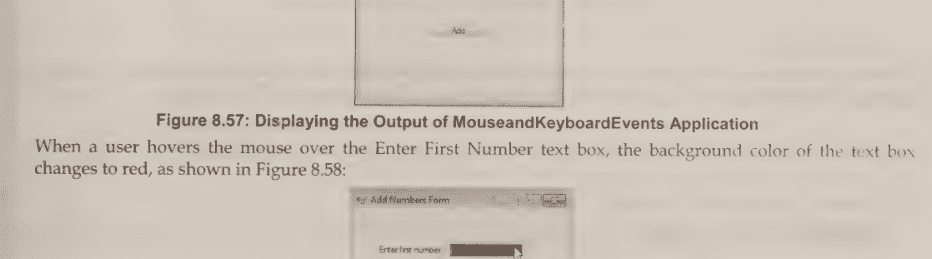 Add
Figure 8.57: Displaying the Output of MouseandKeyboardEvents Application
When a user hovers the mouse over the Enter First Number text box, the background color of the text box
changes to red, as shown in Figure 8.58:
Add Numbers Form
Enter first number